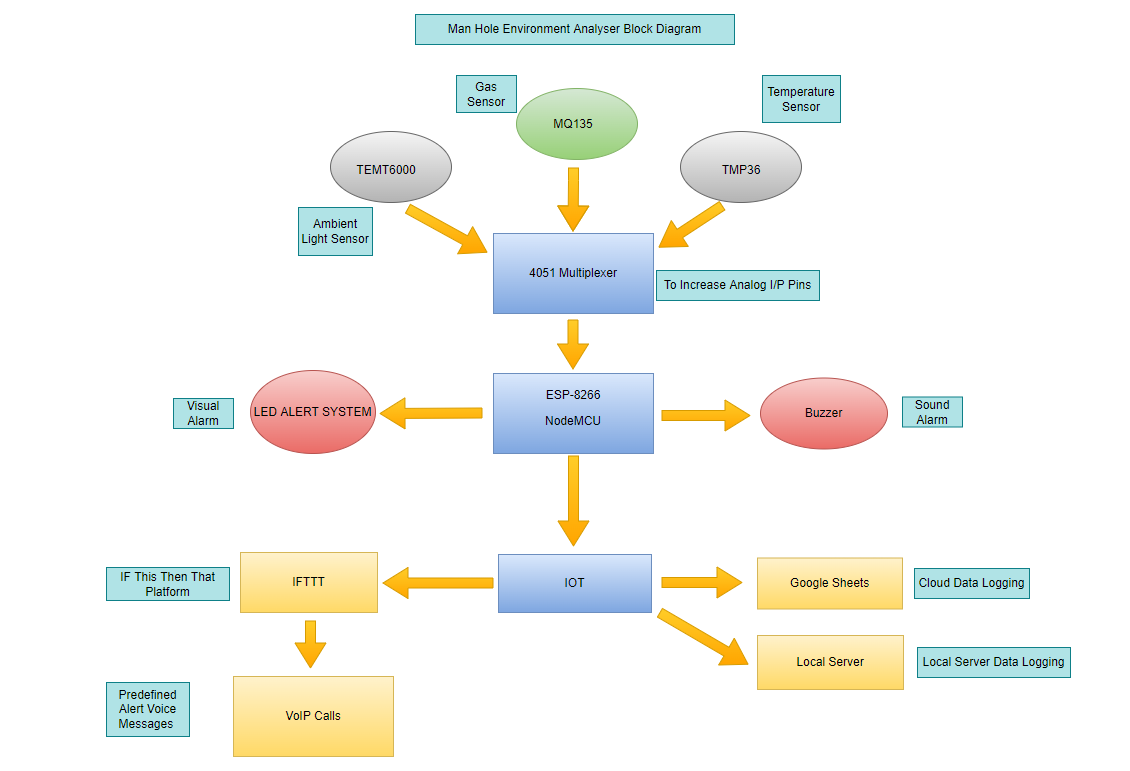 Man Hole Environment Analyser Block Diagram
Gas
Sensor
MQ135
Temperature
Sensor
TEMT6000
TMP36
Ambient
Light Sensor
4051 Multiplexer
To Increase Analog I/P Pins
Visual
Alarm
LED ALERT SYSTEM
ESP-8266
NodeMCU
Buzzer
Sound
Alarm
IF This Then That
Platform
IFTTT
IOT
Google Sheets
Cloud Data Logging
Local Server
Local Server Data Logging
Predefined
Alert Voice
Messages
VoIP Calls